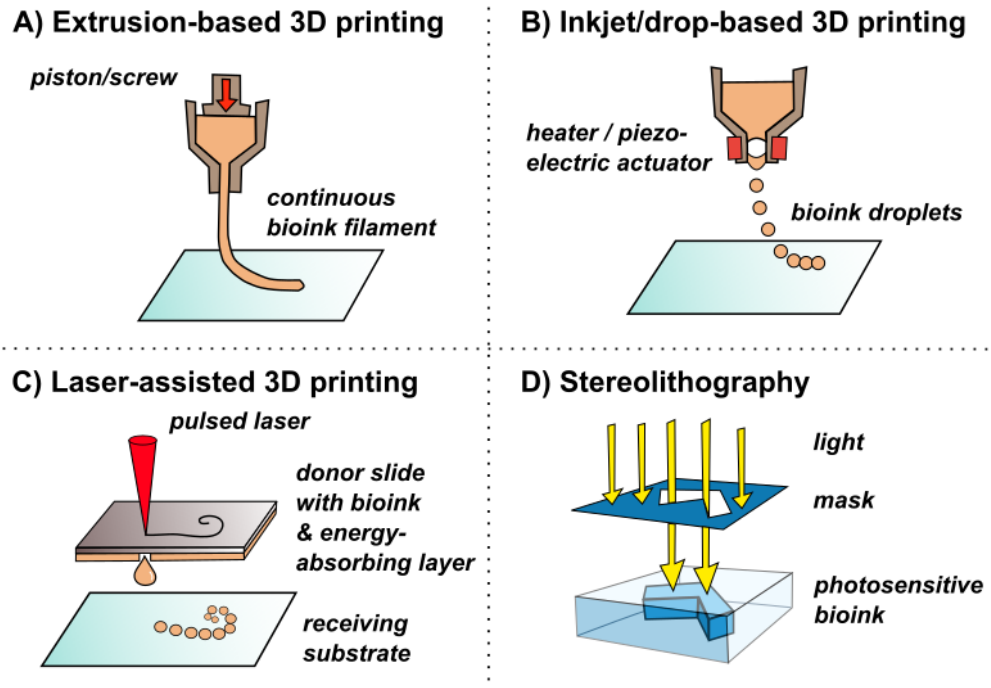 A) Extrusion-based 3D printing
piston/screw
continuous
bioink filament
B) Inkjet/drop-based 3D printing
heater / piezo-
electric actuator
bioink droplets
C) Laser-assisted 3D printing
pulsed laser
donor slide
with bioink
& energy-
absorbing layer
receiving
substrate
D) Stereolithography
light
mask
photosensitive
bioink